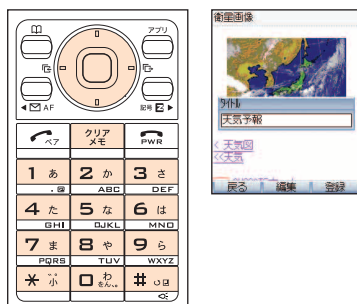 アプリ
AF
記号
ペア
クリア
メモ
PWR
1 あ
.@
2 か
ABC
3 さ
DEF
4 た
GHI
5 な
JKL
6 は
MNO
7 ま
PQRS
8 や
TUV
9 ら
WXYZ
* 小
0 わをん、。
#
衛星画像
タイトル
天気予報
< 天気図
<<天気
戻る 編集 登録